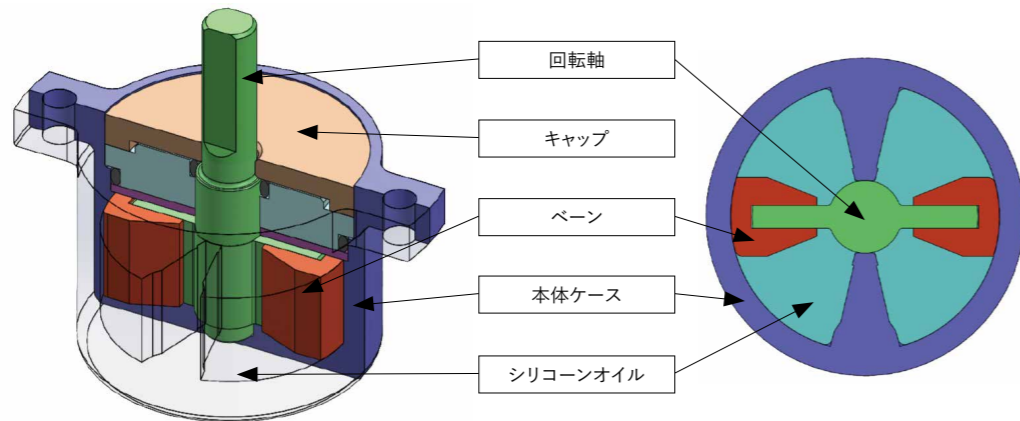 回転軸
キャップ
ベーン
本体ケース
シリコーンオイル